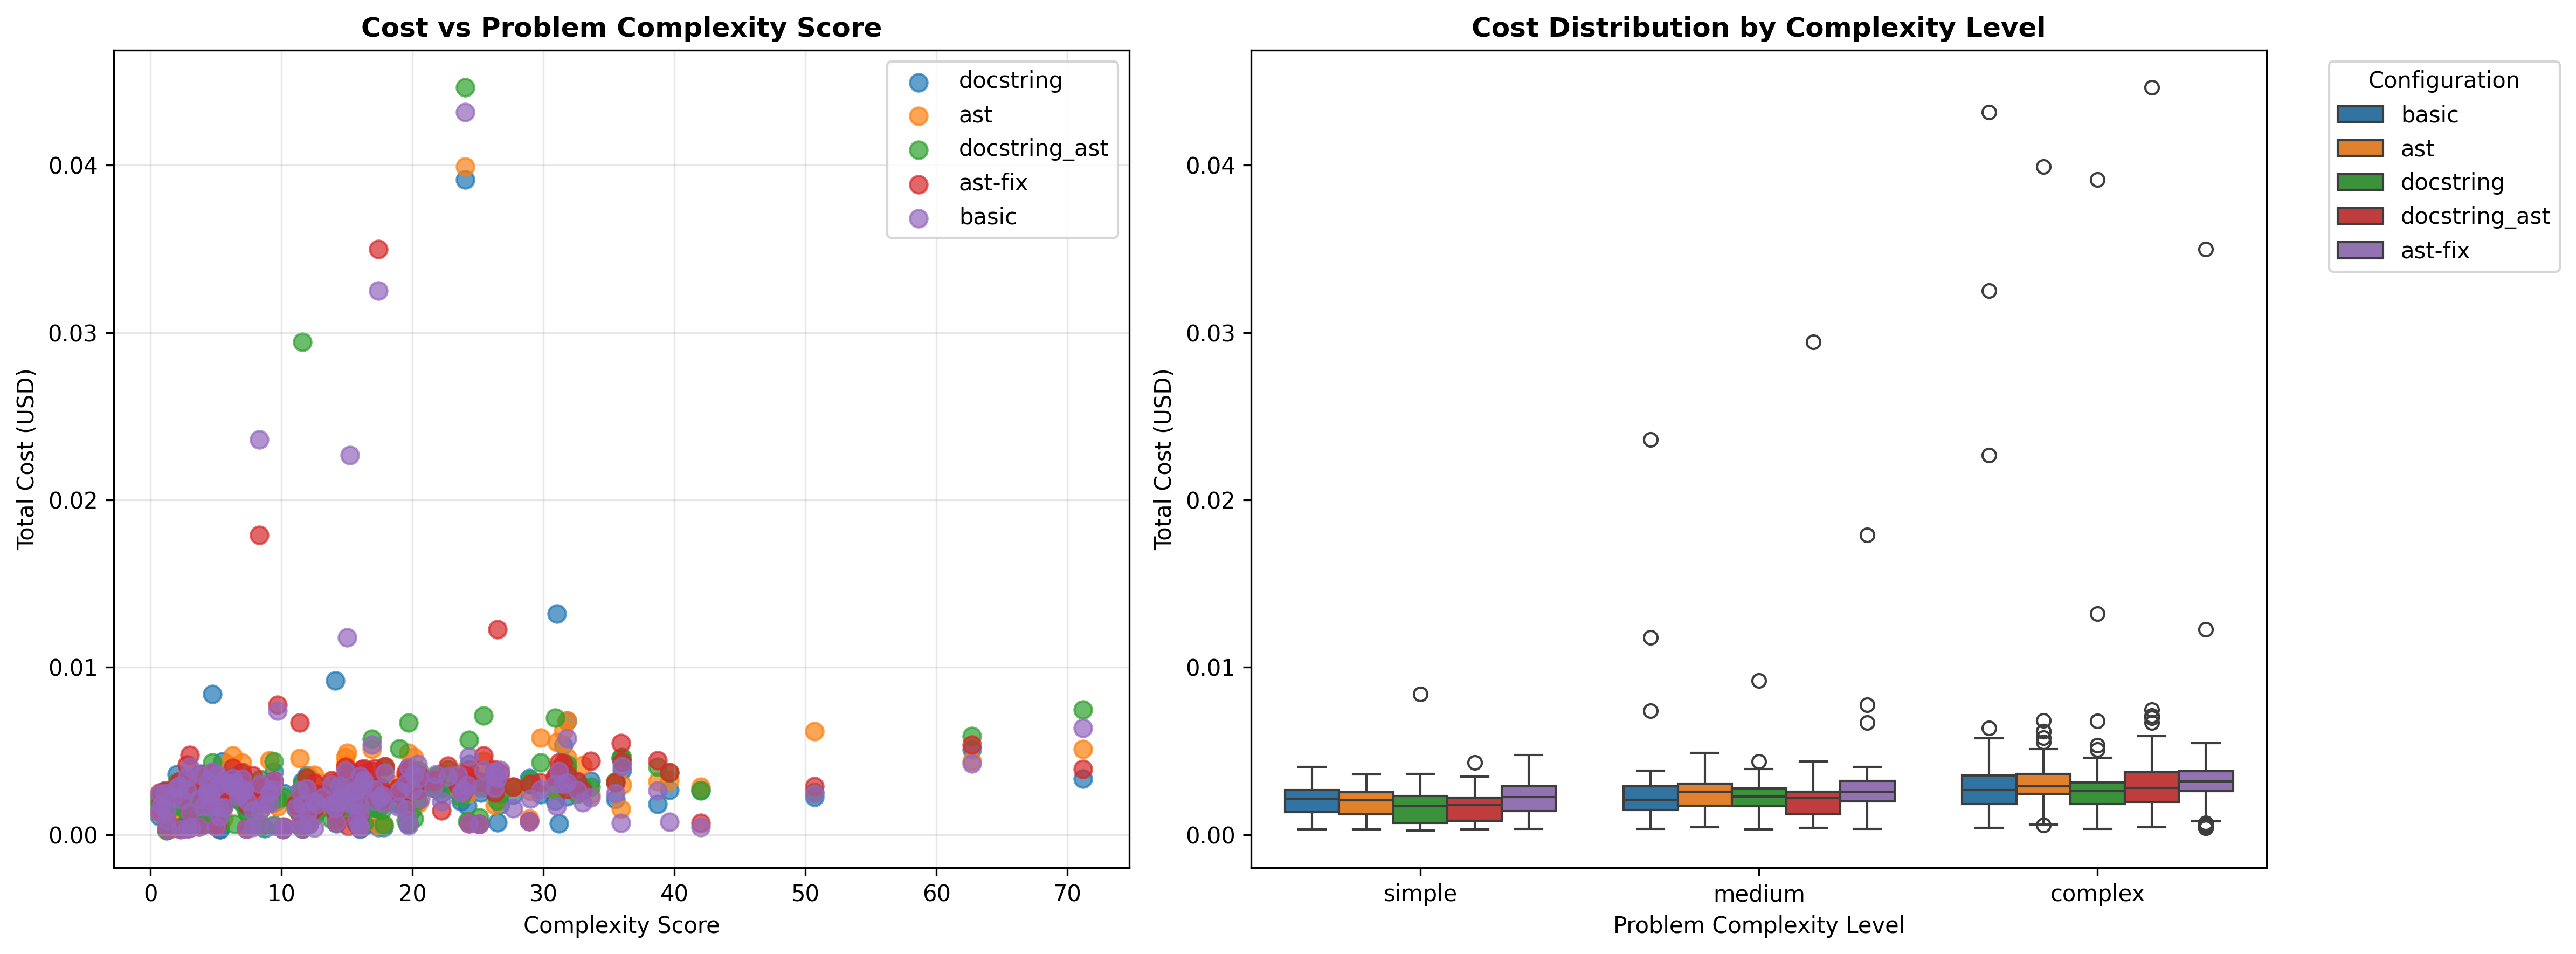 Cost vs Problem Complexity Score
Total Cost (USD)
0.04
0.03
0.02
0.01
0.00
0 10 20 30 40 50 60 70
Complexity Score
docstring
ast
docstring_ast
ast-fix
basic
Cost Distribution by Complexity Level
Total Cost (USD)
0.04
0.03
0.02
0.01
0.00
simple medium complex
Problem Complexity Level
Configuration
basic
ast
docstring
docstring_ast
ast-fix